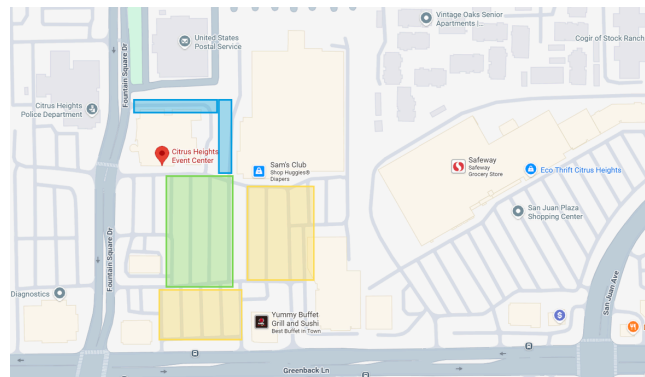 Vintage Oaks Senior
Apartments |...
United States
Postal Service
Cogir of Stock Ranch
Fountain Square Dr
Citrus Heights
Police Department
Citrus Heights
Event Center
Sam's Club
Shop Huggies®
Diapers
Safeway
Safeway
Grocery Store
Eco Thrift Citrus Heights
San Juan Plaza
Shopping Center
Fountain Square Dr
San Juan Ave
Diagnostics
Yummy Buffet
Grill and Sushi
Best Buffet in Town
Greenback Ln